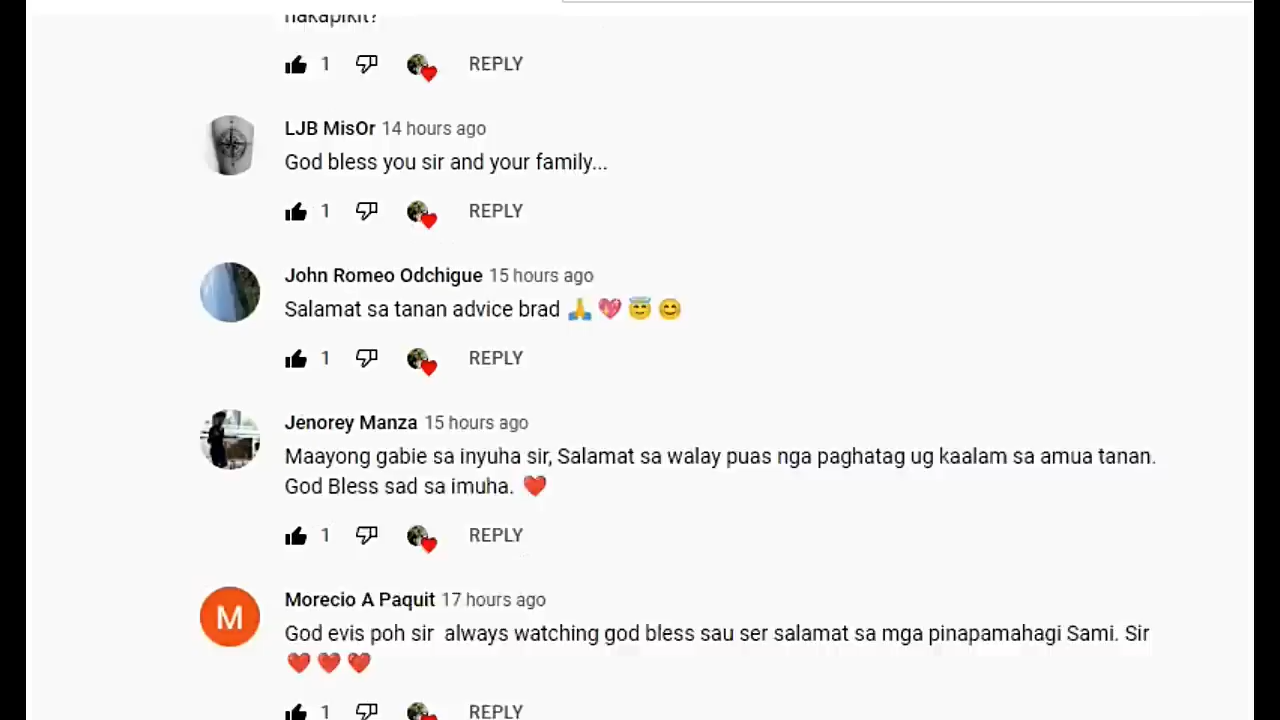 nakapikit?
1 REPLY
LJB MisOr 14 hours ago
God bless you sir and your family...
1 REPLY
John Romeo Odchigue 15 hours ago
Salamat sa tanan advice brad 🙏 💖 😇 😊
1 REPLY
Jenorey Manza 15 hours ago
Maayong gabie sa inyuha sir, Salamat sa walay puas nga paghatag ug kaalam sa amua tanan.
God Bless sad sa imuha. ❤️
1 REPLY
M
Morecio A Paquit 17 hours ago
God evis poh sir always watching god bless sau ser salamat sa mga pinapamahagi Sami. Sir
❤️ ❤️ ❤️
1 REPLY